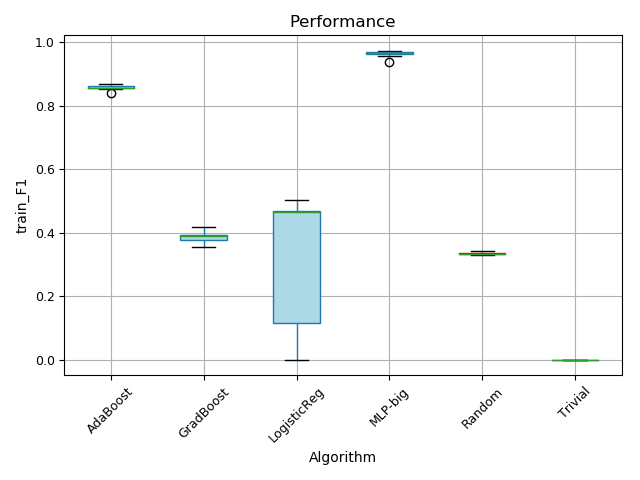 Performance
train_F1
1.0
0.8
0.6
0.4
0.2
0.0
AdaBoost
GradBoost
LogisticReg
MLP-big
Random
Trivial
Algorithm